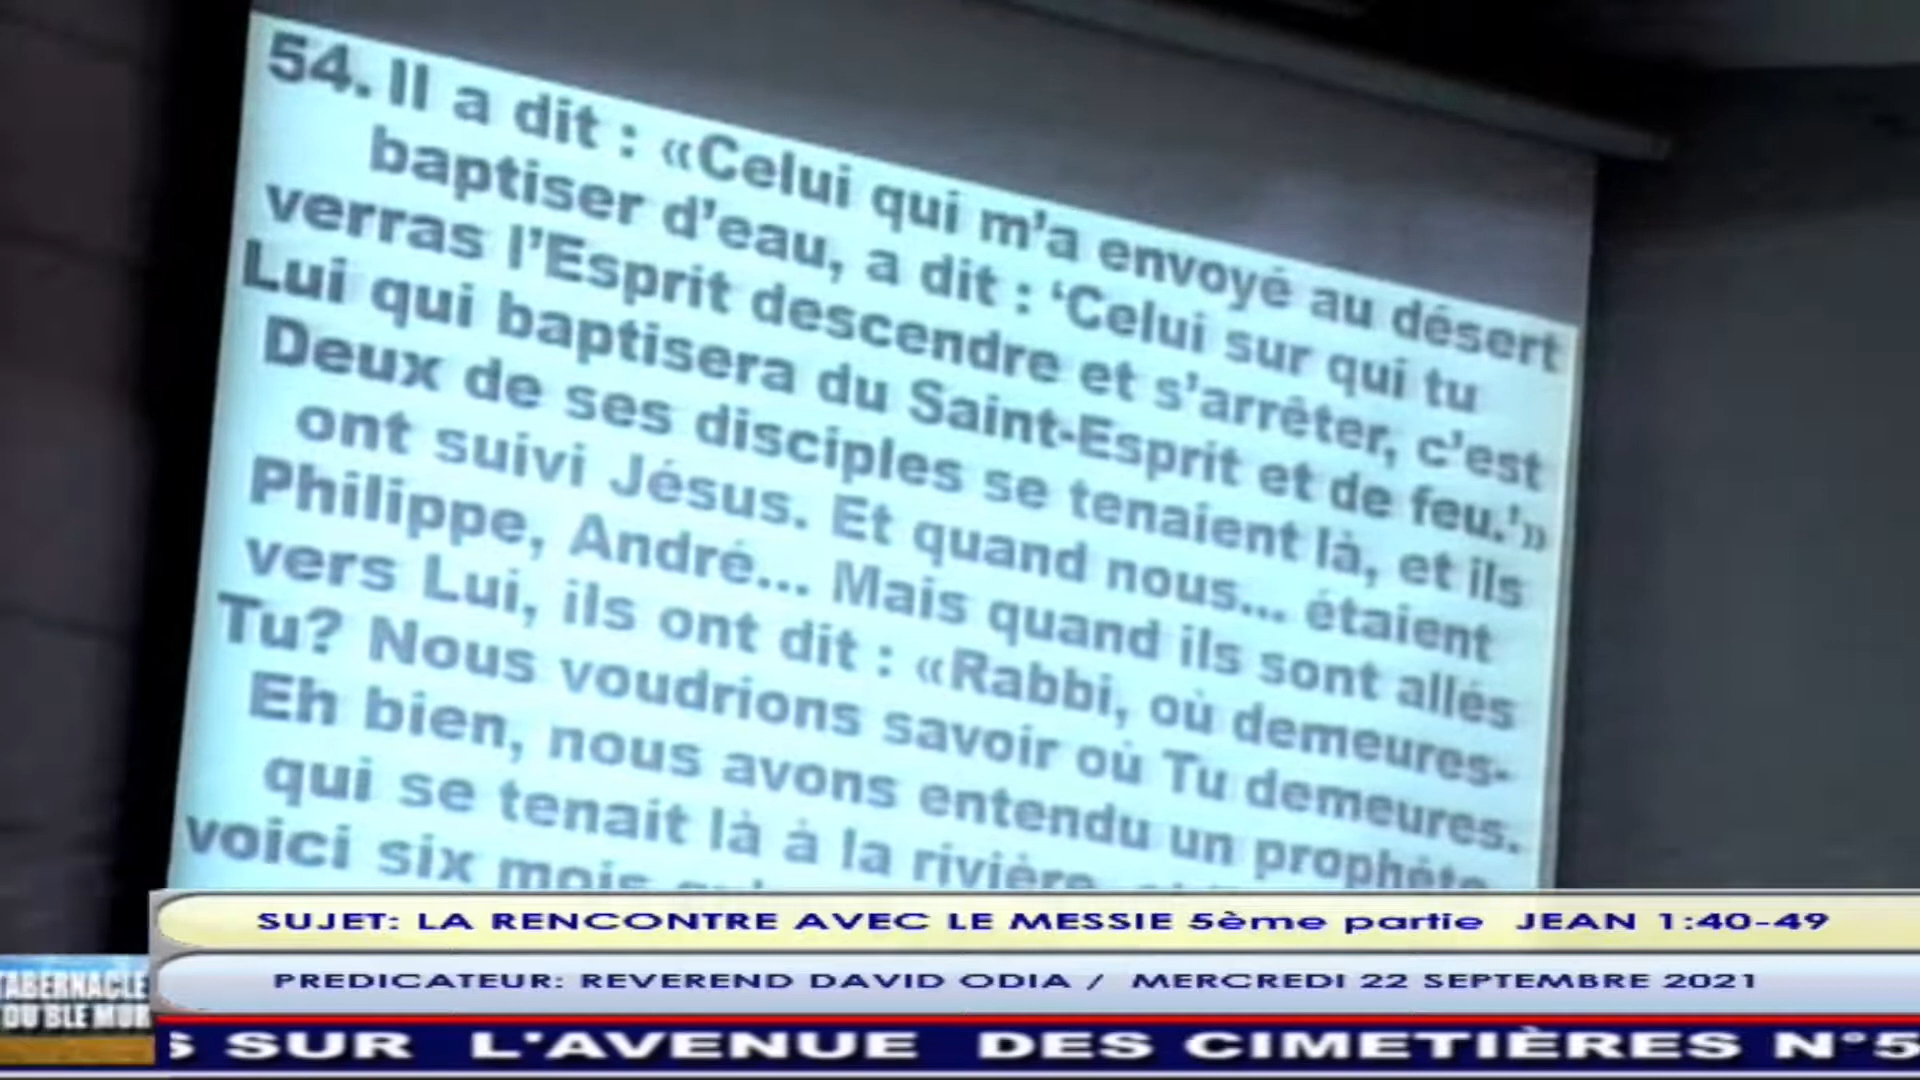 54. Il a dit : «Celui qui m'a envoyé au désert
baptiser d'eau, a dit : ‘Celui sur qui tu
verras l'Esprit descendre et s'arrêter, c'est
Lui qui baptisera du Saint-Esprit et de feu.'»
Deux de ses disciples se tenaient là, et ils
ont suivi Jésus. Et quand nous... étaient
Philippe, André... Mais quand ils sont allés
vers Lui, ils ont dit : «Rabbi, où demeures-
Tu? Nous voudrions savoir où Tu demeures.
Eh bien, nous avons entendu un prophète
qui se tenait là à la rivière
voici six mois
SUJET: LA RENCONTRE AVEC LE MESSIE 5ème partie JEAN 1:40-49
PREDICATEUR: REVEREND DAVID ODIA / MERCREDI 22 SEPTEMBRE 2021
TABERNACLE
DU BLE MUR
S SUR L'AVENUE DES CIMETIÈRES N°5